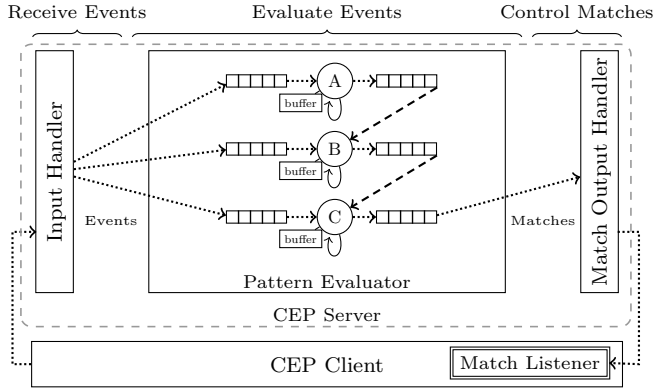 Receive Events
Evaluate Events
Control Matches
Input Handler
A
buffer
B
buffer
C
buffer
Events
Matches
Match Output Handler
Pattern Evaluator
CEP Server
CEP Client
Match Listener